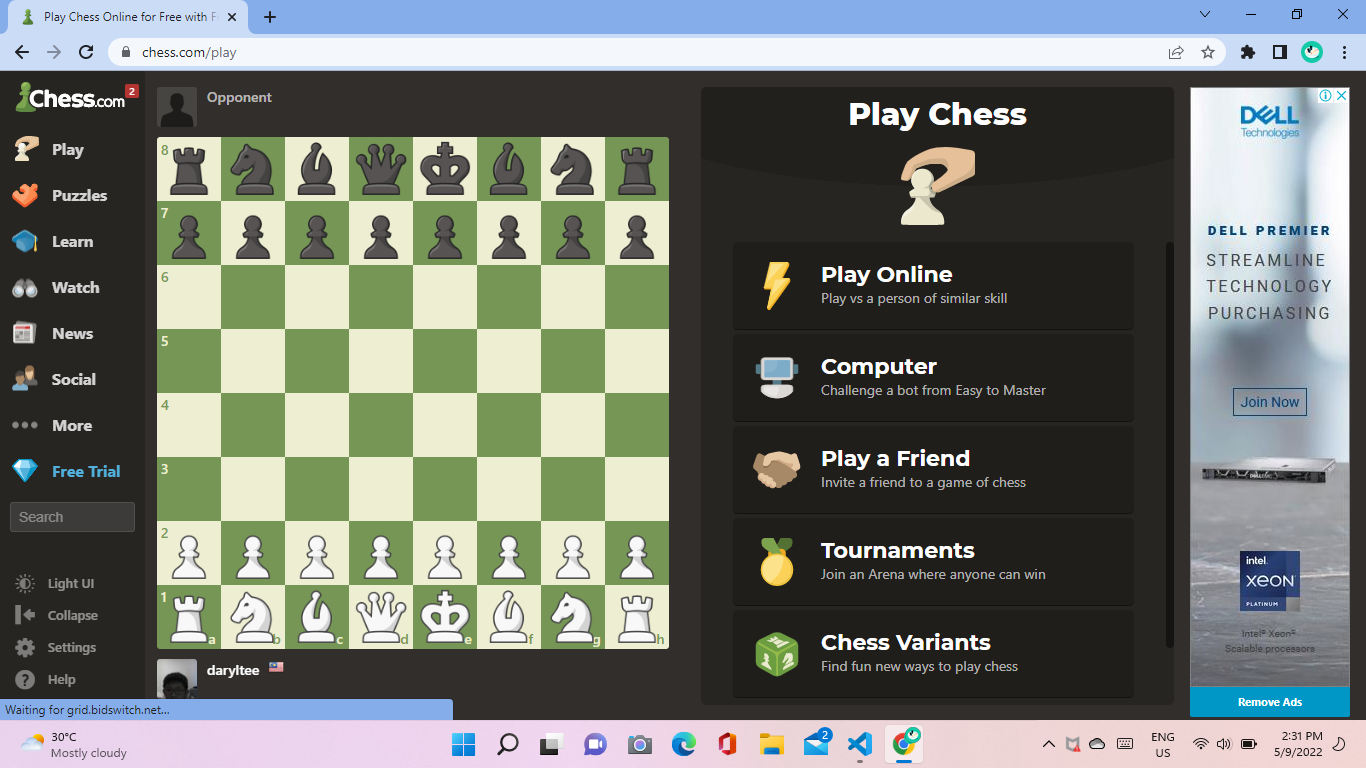 Play Chess Online for Free with F
chess.com/play
Chess.com
2
Play
Puzzles
Learn
Watch
News
Social
More
Free Trial
Search
Light UI
Collapse
Settings
Help
Opponent
8
7
6
5
4
3
2
1
a b c d e f g h
daryltee
Play Chess
Play Online
Play vs a person of similar skill
Computer
Challenge a bot from Easy to Master
Play a Friend
Invite a friend to a game of chess
Tournaments
Join an Arena where anyone can win
Chess Variants
Find fun new ways to play chess
DELL
Technologies
DELL PREMIER
STREAMLINE
TECHNOLOGY
PURCHASING
Join Now
intel.
XEON
PLATINUM
Intel® Xeon®
Scalable processors
Remove Ads
Waiting for grid.bidswitch.net...
30°C
Mostly cloudy
2
ENG
US
2:31 PM
5/9/2022